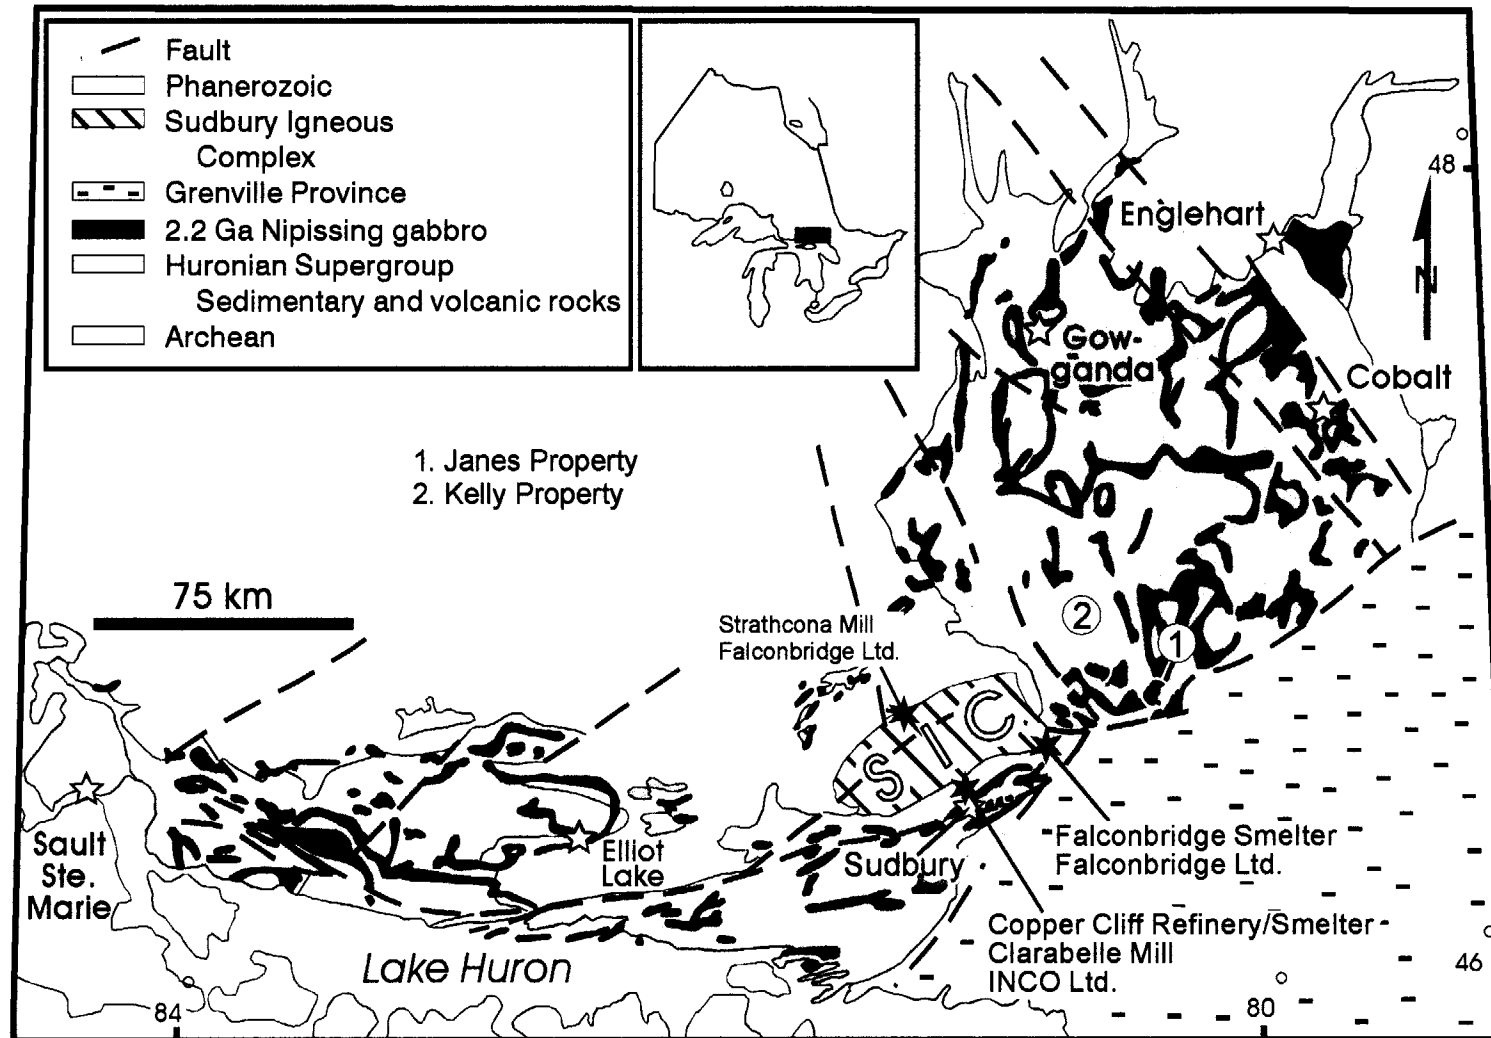 Fault
Phanerozoic
Sudbury Igneous
Complex
Grenville Province
2.2 Ga Nipissing gabbro
Huronian Supergroup
Sedimentary and volcanic rocks
Archean
48
N
Englehart
Gow-
ganda
Cobalt
1. Janes Property
2. Kelly Property
75 km
2
1
Strathcona Mill
Falconbridge Ltd.
SIC
Sault
Ste.
Marie
Elliot
Lake
Sudbury
Falconbridge Smelter
Falconbridge Ltd.
Copper Cliff Refinery/Smelter
Clarabelle Mill
INCO Ltd.
Lake Huron
46
84
80